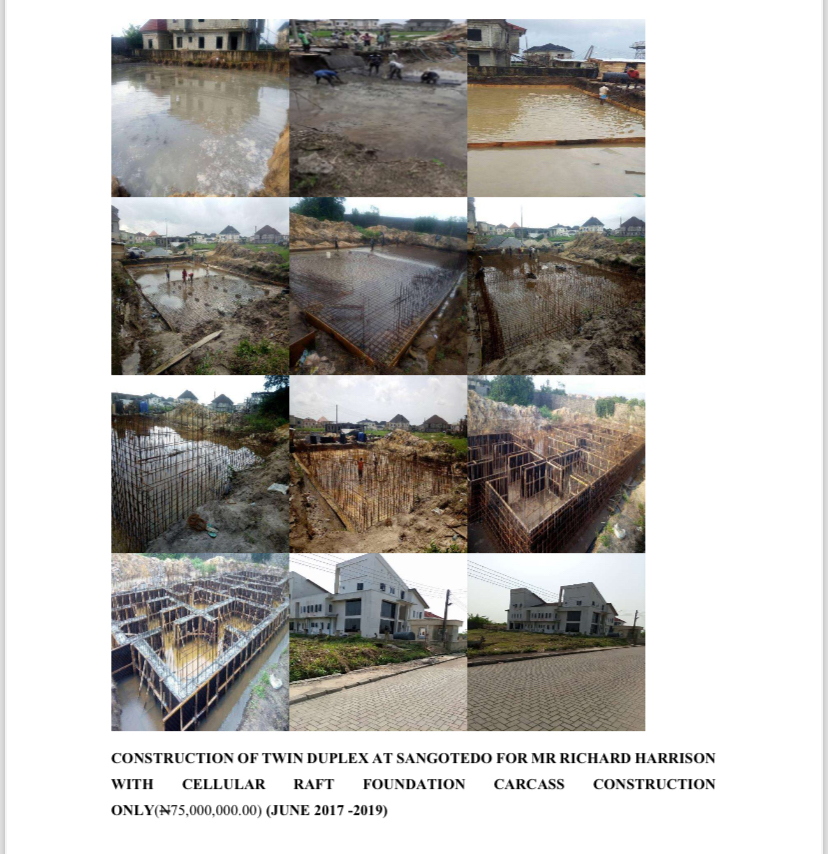 CONSTRUCTION OF TWIN DUPLEX AT SANGOTEDO FOR MR RICHARD HARRISON
WITH CELLULAR RAFT FOUNDATION CARCASS CONSTRUCTION
ONLY(₦75,000,000.00) (JUNE 2017 -2019)